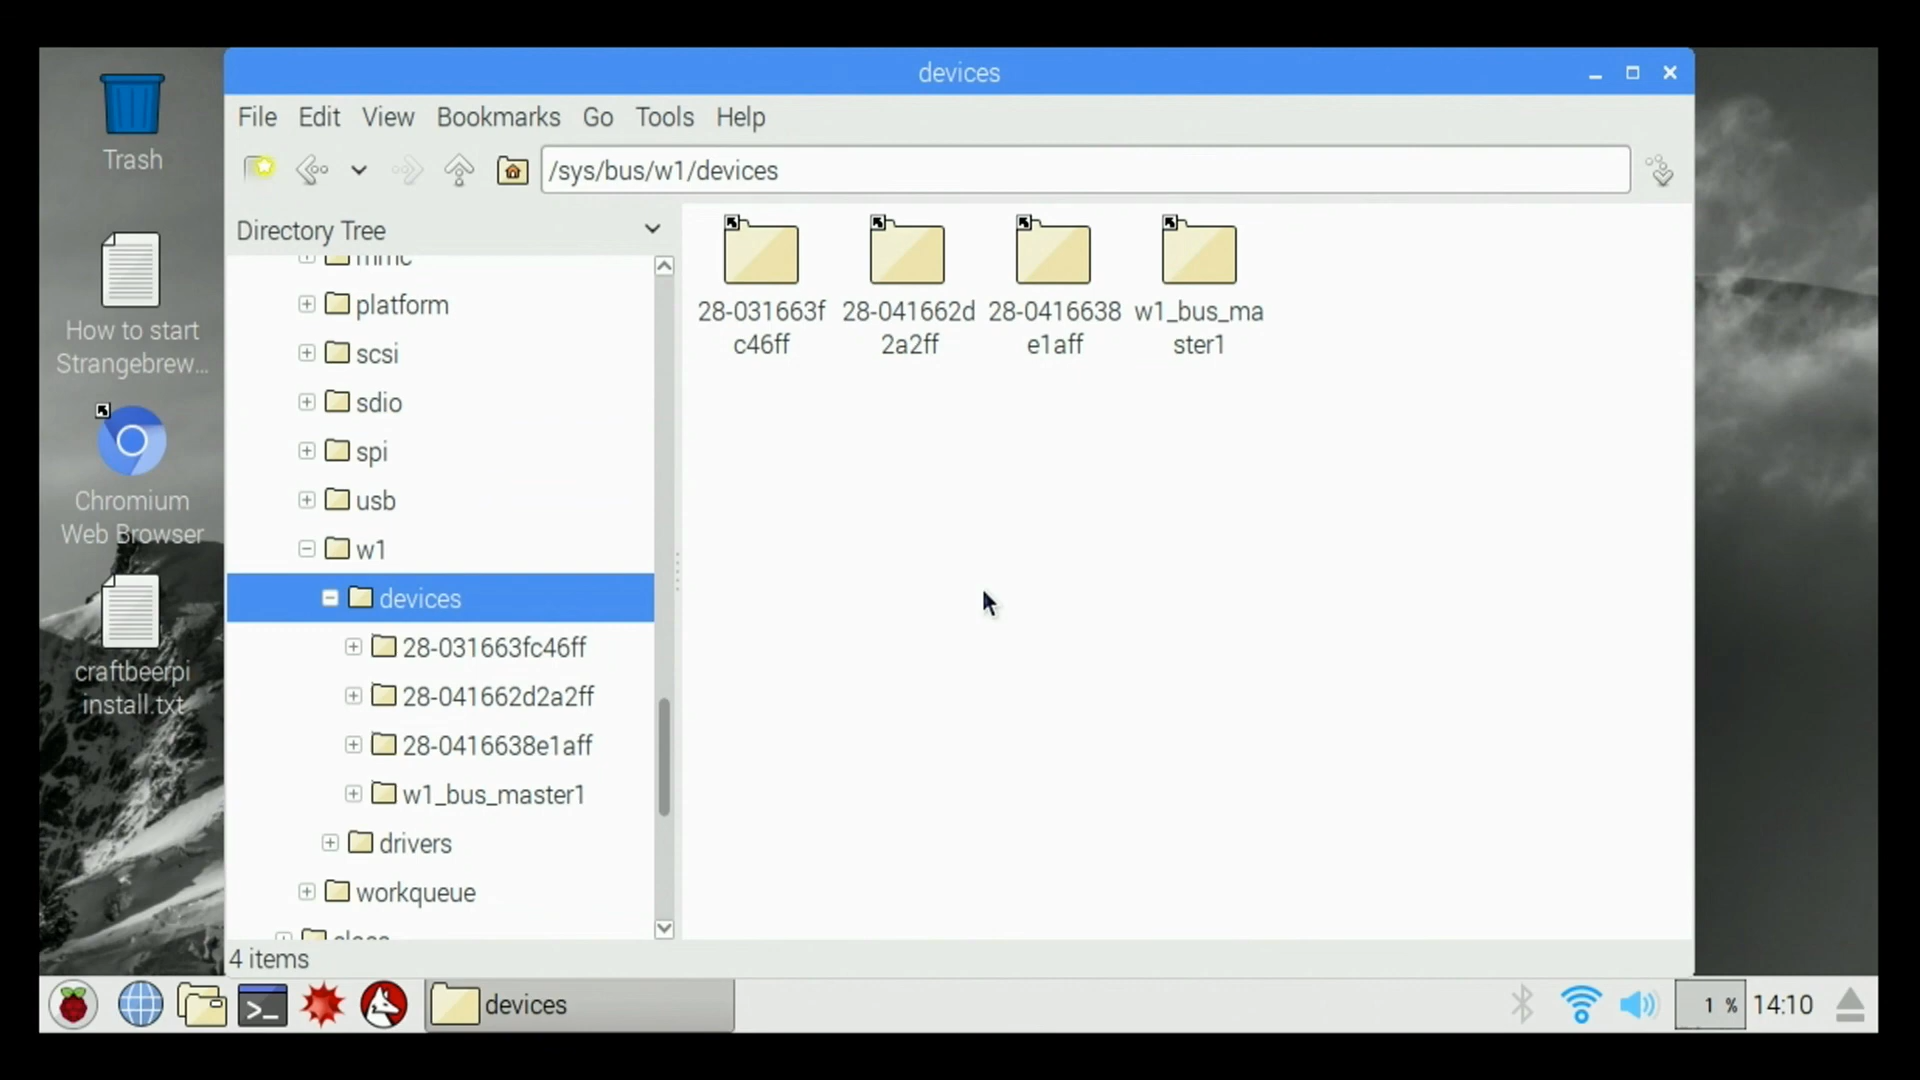 devices
File Edit View Bookmarks Go Tools Help
/sys/bus/w1/devices
Directory Tree
mmc
platform
scsi
sdio
spi
usb
w1
devices
28-031663fc46ff
28-041662d2a2ff
28-0416638e1aff
w1_bus_master1
drivers
workqueue
class
4 items
28-031663f
c46ff
28-041662d
2a2ff
28-0416638
e1aff
w1_bus_ma
ster1
Trash
How to start
Strangebrew...
Chromium
Web Browser
craftbeerpi
install.txt
devices
1 %
14:10